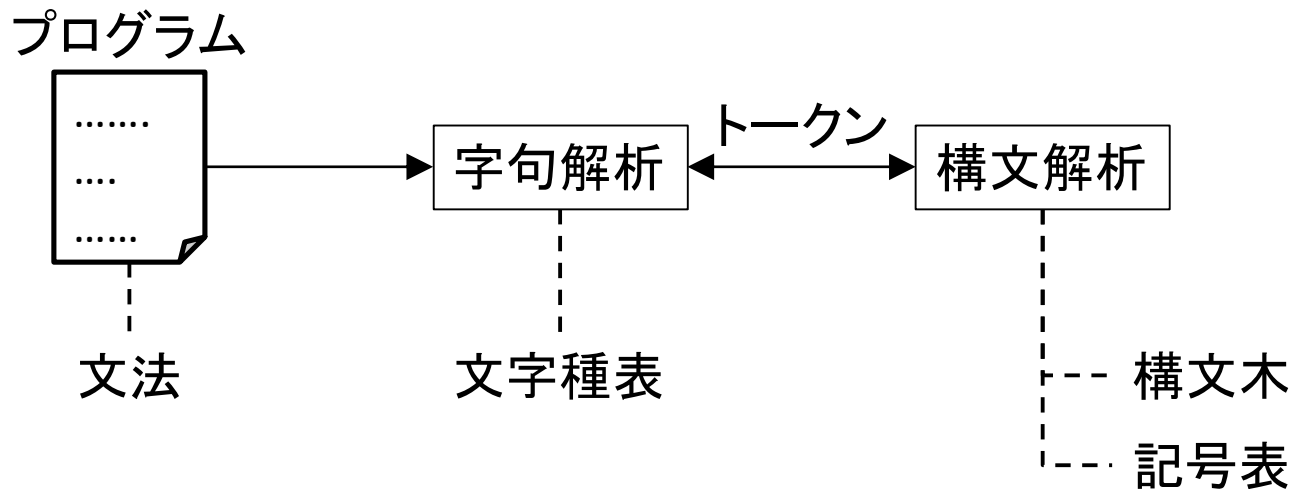 プログラム
字句解析
トークン
構文解析
文法
文字種表
構文木
記号表